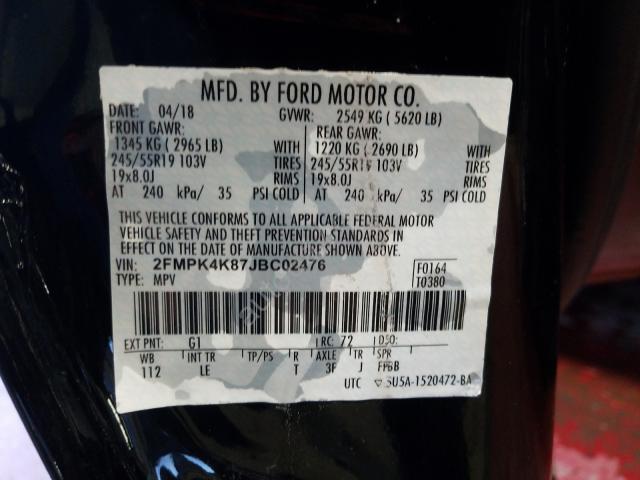 MFD. BY FORD MOTOR CO.
DATE: 04/18 GVWR: 2549 KG ( 5620 LB)
FRONT GAWR: REAR GAWR:
1345 KG ( 2965 LB) WITH 1220 KG ( 2690 LB) WITH
245/55R19 103V TIRES 245/55R19 103V TIRES
19x8.0J RIMS 19x8.0J RIMS
AT 240 kPa/ 35 PSI COLD AT 240 kPa/ 35 PSI COLD
THIS VEHICLE CONFORMS TO ALL APPLICABLE FEDERAL MOTOR
VEHICLE SAFETY AND THEFT PREVENTION STANDARDS IN
EFFECT ON THE DATE OF MANUFACTURE SHOWN ABOVE.
VIN: 2FMPK4K87JBC02476 F0164
TYPE: MPV T0380
EXT PNT: G1 RC: 72 DSO:
WB INT TR TP/PS R AXLE TR SPR
112 LE T 3F J
UTC 5U5A-1520472-BA